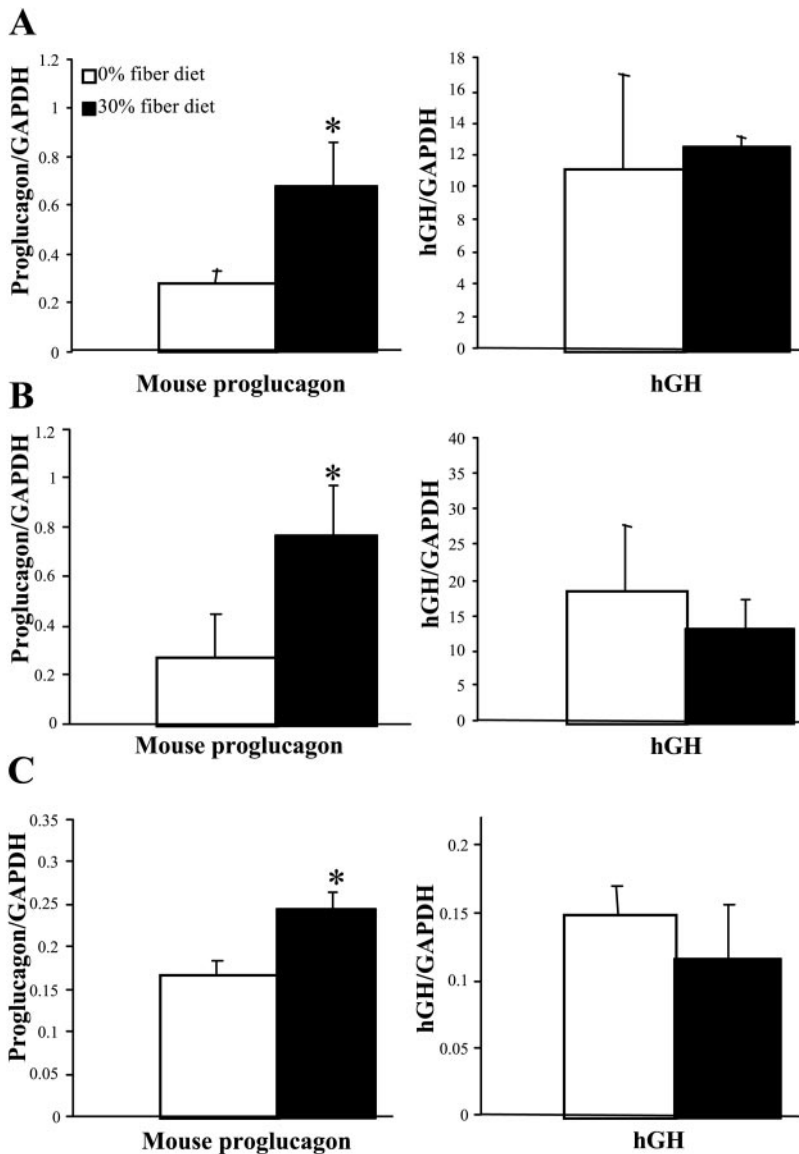 A
Proglucagon/GAPDH
1.2
1
0.8
0.6
0.4
0.2
0
0% fiber diet
30% fiber diet
*
Mouse proglucagon
hGH/GAPDH
18
16
14
12
10
8
6
4
2
0
hGH
B
Proglucagon/GAPDH
1.2
1
0.8
0.6
0.4
0.2
0
*
Mouse proglucagon
hGH/GAPDH
40
35
30
25
20
15
10
5
0
hGH
C
Proglucagon/GAPDH
0.35
0.3
0.25
0.2
0.15
0.1
0.05
0
*
Mouse proglucagon
hGH/GAPDH
0.2
0.15
0.1
0.05
0
hGH